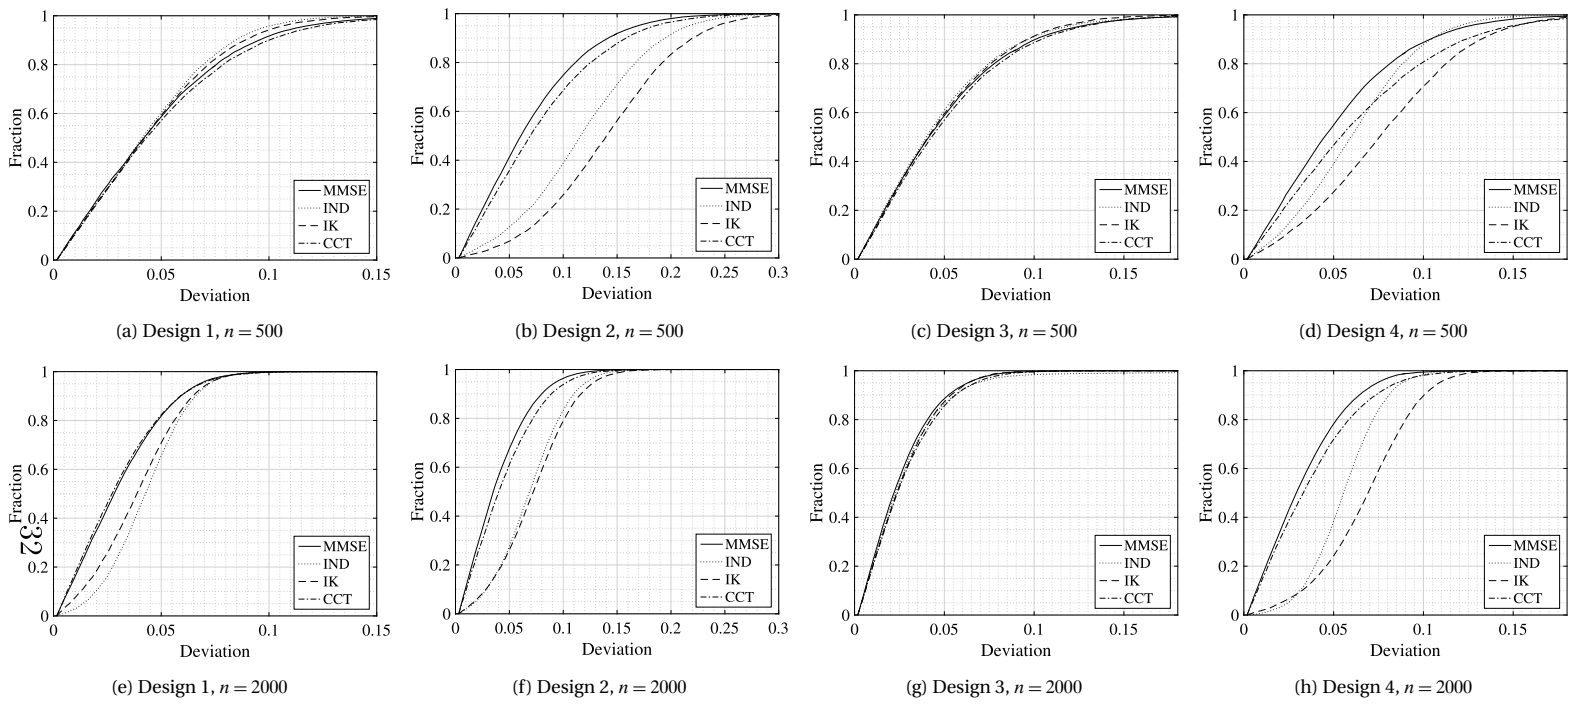 1
0.8
0.6
0.4
0.2
0
Fraction
MMSE
IND
IK
CCT
0 0.05 0.1 0.15
Deviation
(a) Design 1, n = 500
1
0.8
0.6
0.4
0.2
0
Fraction
MMSE
IND
IK
CCT
0 0.05 0.1 0.15 0.2 0.25 0.3
Deviation
(b) Design 2, n = 500
1
0.8
0.6
0.4
0.2
0
Fraction
MMSE
IND
IK
CCT
0 0.05 0.1 0.15
Deviation
(c) Design 3, n = 500
1
0.8
0.6
0.4
0.2
0
Fraction
MMSE
IND
IK
CCT
0 0.05 0.1 0.15
Deviation
(d) Design 4, n = 500
1
0.8
0.6
0.4
0.2
0
Fraction
32
MMSE
IND
IK
CCT
0 0.05 0.1 0.15
Deviation
(e) Design 1, n = 2000
1
0.8
0.6
0.4
0.2
0
Fraction
MMSE
IND
IK
CCT
0 0.05 0.1 0.15 0.2 0.25 0.3
Deviation
(f) Design 2, n = 2000
1
0.8
0.6
0.4
0.2
0
Fraction
MMSE
IND
IK
CCT
0 0.05 0.1 0.15
Deviation
(g) Design 3, n = 2000
1
0.8
0.6
0.4
0.2
0
Fraction
MMSE
IND
IK
CCT
0 0.05 0.1 0.15
Deviation
(h) Design 4, n = 2000